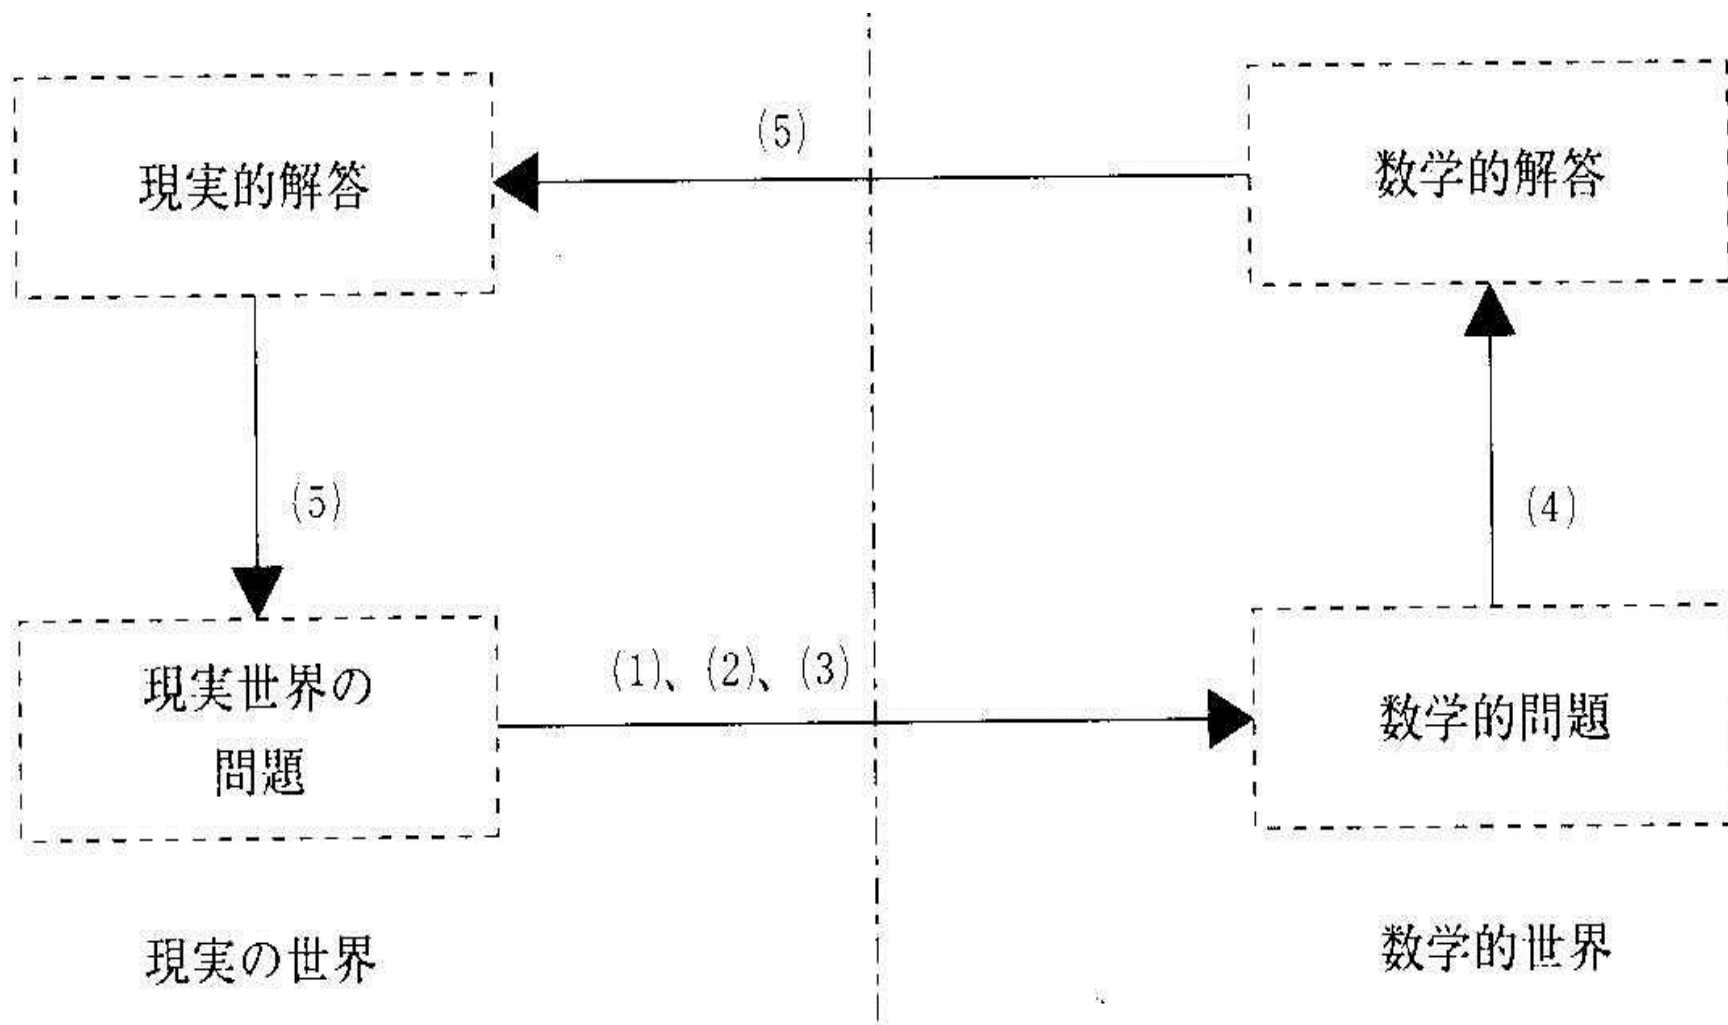 (5)
現実的解答
数学的解答
(5)
(4)
現実世界の
問題
(1)、(2)、(3)
数学的問題
現実の世界
数学的世界